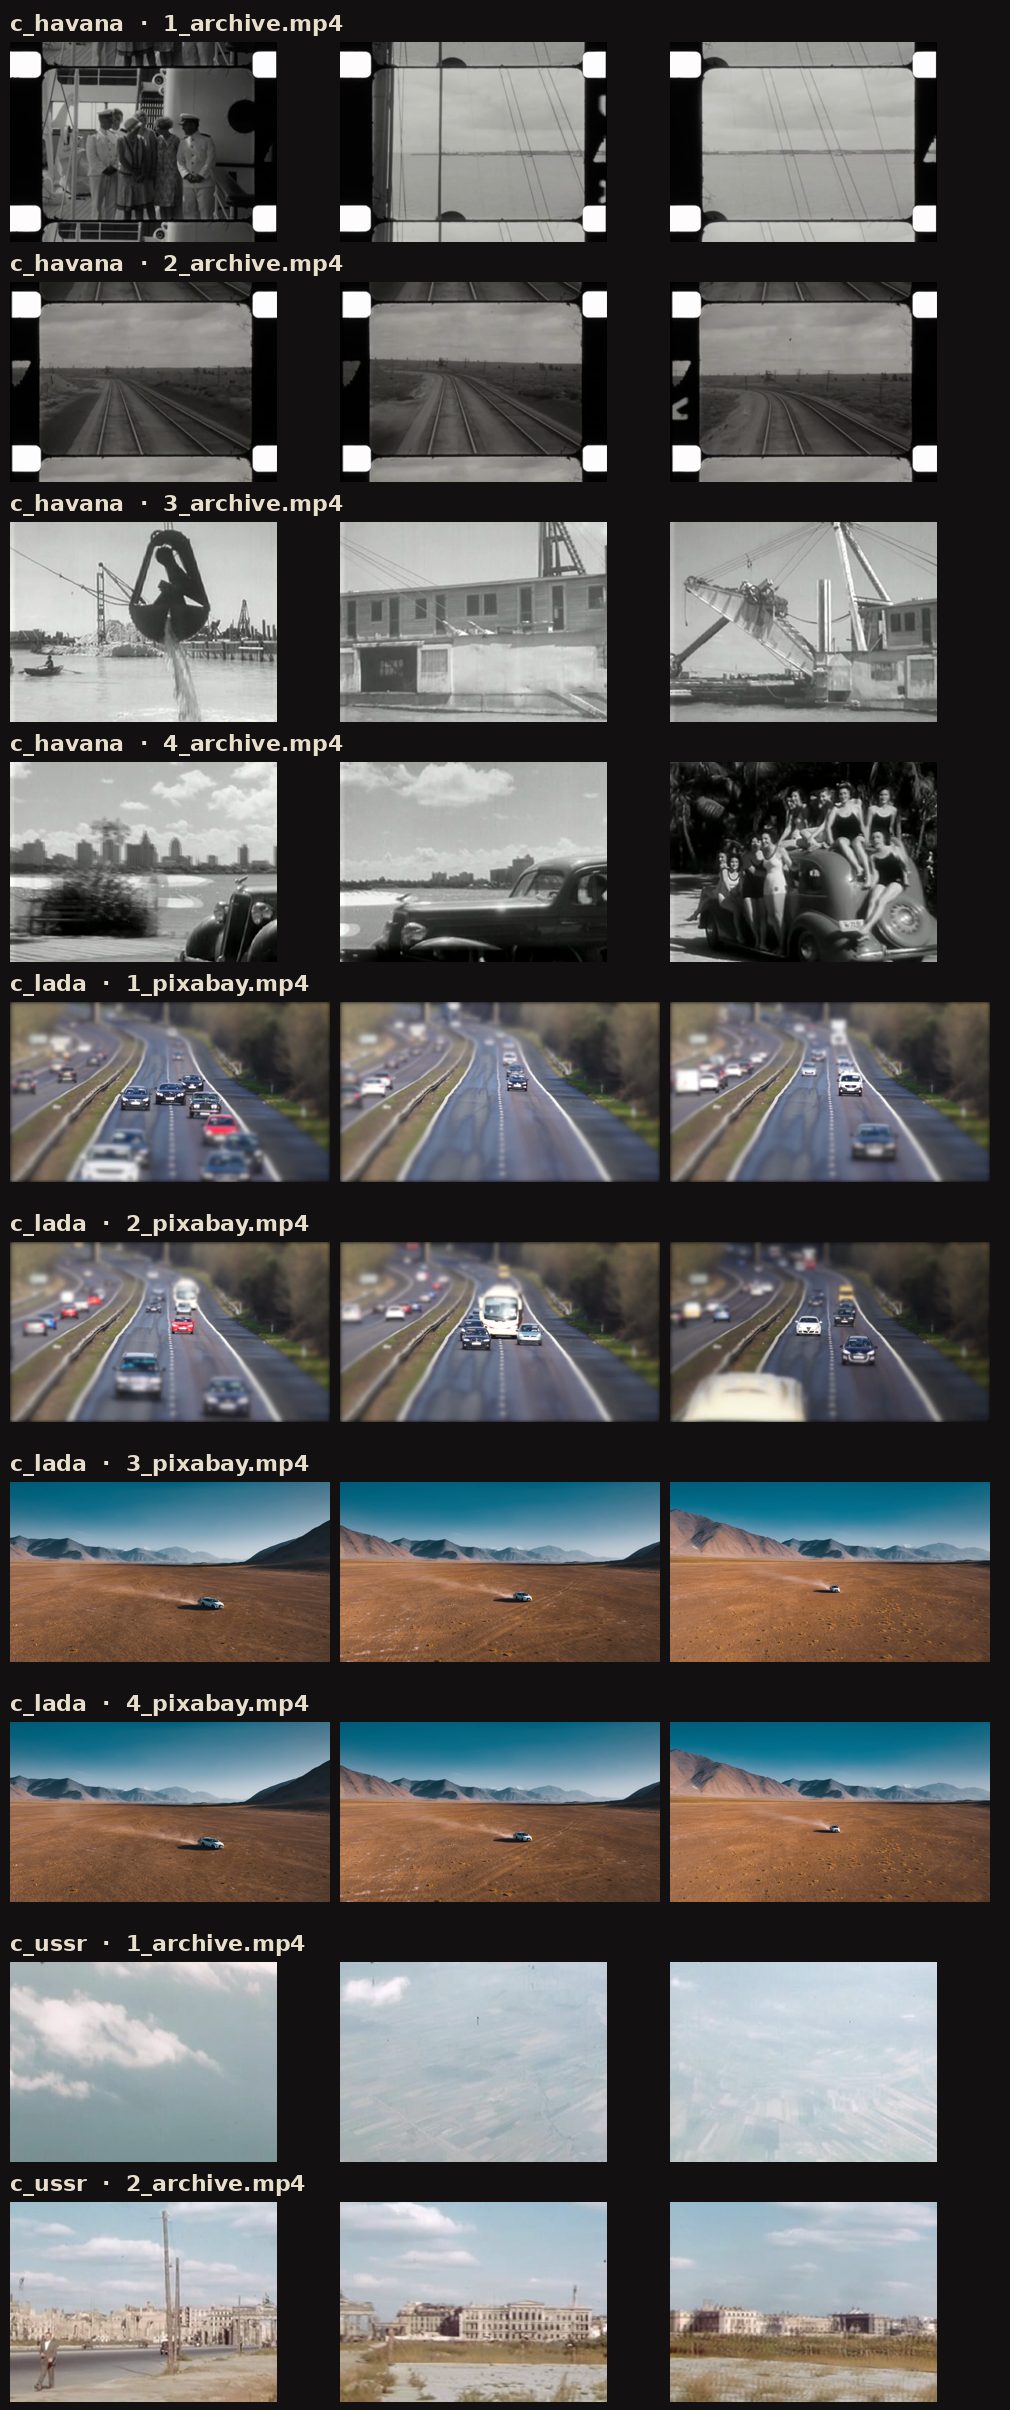 c_havana · 1_archive.mp4
c_havana · 2_archive.mp4
c_havana · 3_archive.mp4
c_havana · 4_archive.mp4
c_lada · 1_pixabay.mp4
c_lada · 2_pixabay.mp4
c_lada · 3_pixabay.mp4
c_lada · 4_pixabay.mp4
c_ussr · 1_archive.mp4
c_ussr · 2_archive.mp4